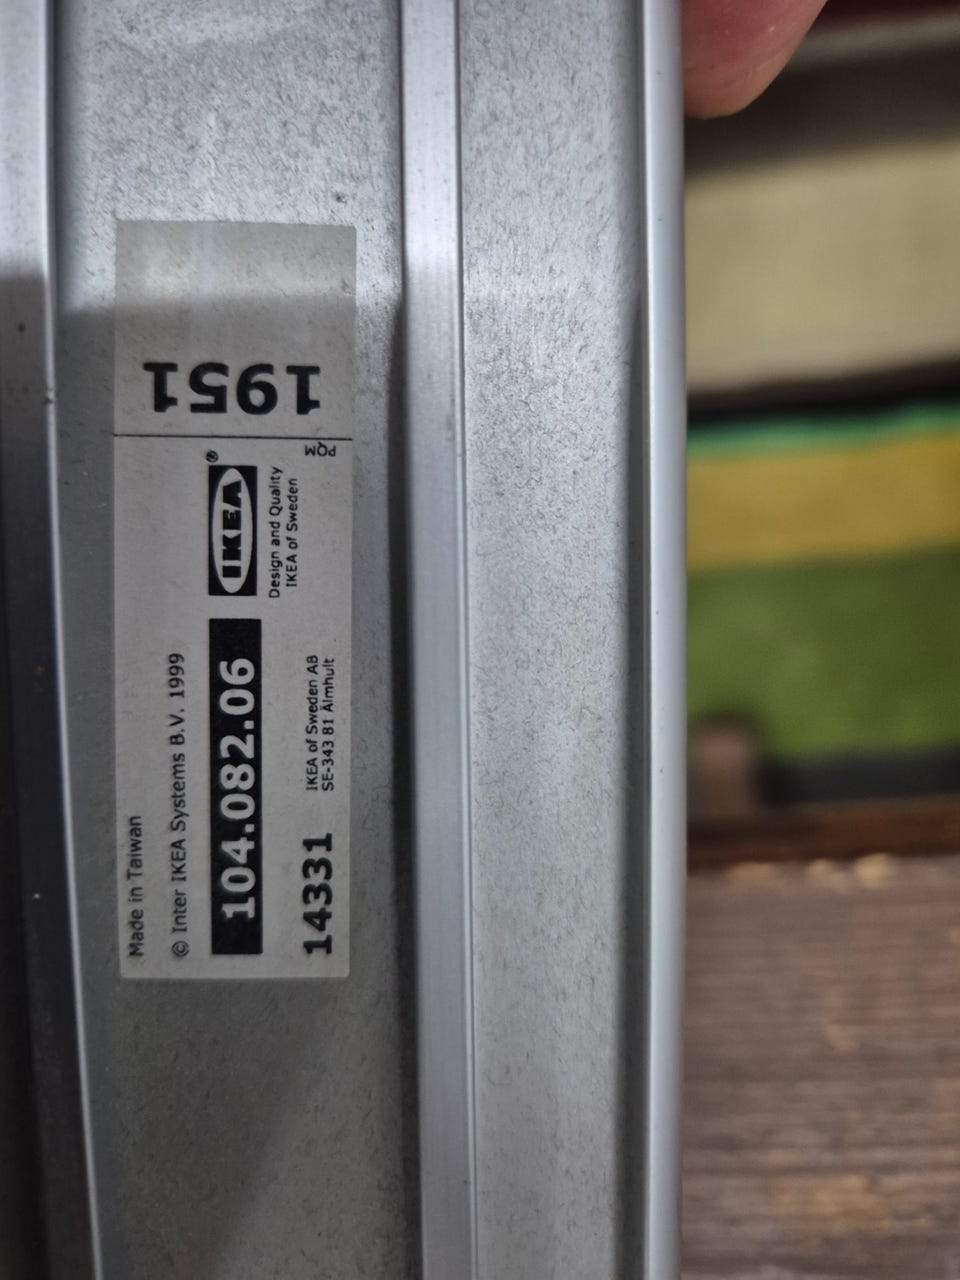 Made in Taiwan
© Inter IKEA Systems B.V. 1999
104.082.06
IKEA®
Design and Quality
IKEA of Sweden
14331
IKEA of Sweden AB
SE-343 81 Älmhult
PQM
1951